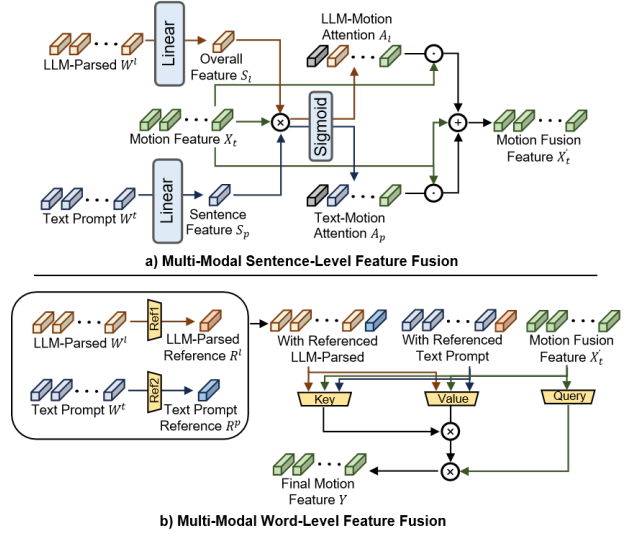 LLM-Parsed W^l
Linear
Overall
Feature S_l
LLM-Motion
Attention A_l
Motion Feature X_t
Sigmoid
Motion Fusion
Feature X_t^'
Text Prompt W^t
Linear
Sentence
Feature S_p
Text-Motion
Attention A_p
a) Multi-Modal Sentence-Level Feature Fusion
LLM-Parsed W^l
Ref1
LLM-Parsed
Reference R^l
Text Prompt W^t
Ref2
Text Prompt
Reference R^p
With Referenced
LLM-Parsed
With Referenced
Text Prompt
Motion Fusion
Feature X_t^'
Key
Value
Query
Final Motion
Feature Y
b) Multi-Modal Word-Level Feature Fusion